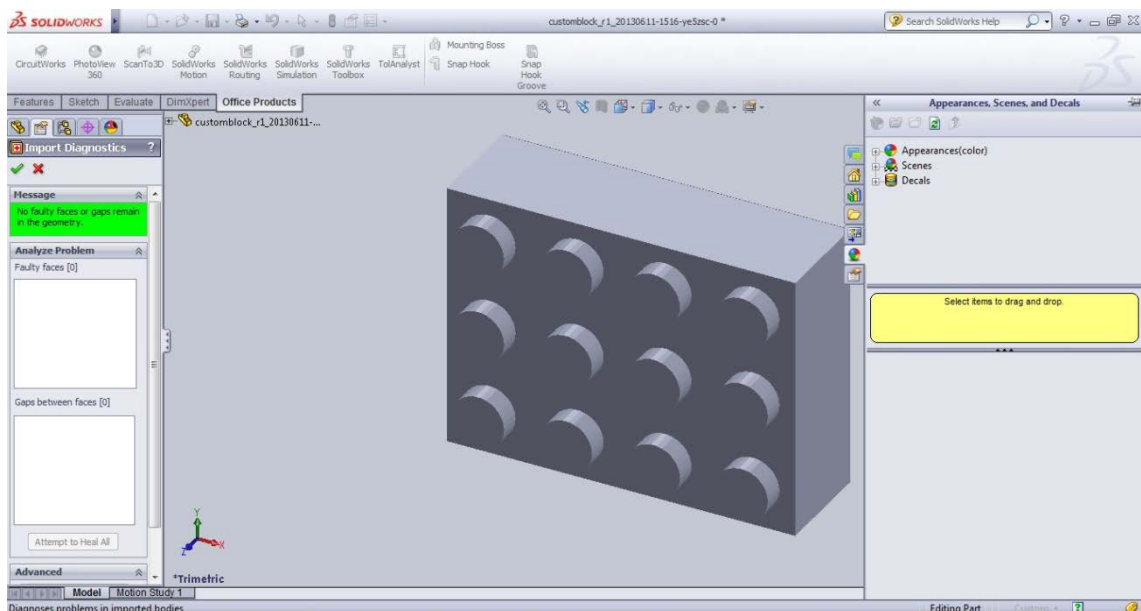 SOLIDWORKS
customblock_r1_20130611-1516-ye5zsc-0 *
Search SolidWorks Help
CircuitWorks
PhotoView 360
ScanTo3D
SolidWorks Motion
SolidWorks Routing
SolidWorks Simulation
SolidWorks Toolbox
TolAnalyst
Mounting Boss
Snap Hook
Snap Hook Groove
Features Sketch Evaluate DimXpert Office Products
customblock_r1_20130611-...
Import Diagnostics ?
Message
No faulty faces or gaps remain
in the geometry.
Analyze Problem
Faulty faces [0]
Gaps between faces [0]
Attempt to Heal All
Advanced
Y
X
Z
*Trimetric
Appearances, Scenes, and Decals
Appearances(color)
Scenes
Decals
Select items to drag and drop.
Model Motion Study 1
Diagnoses problems in imported bodies
Editing Part
Custom